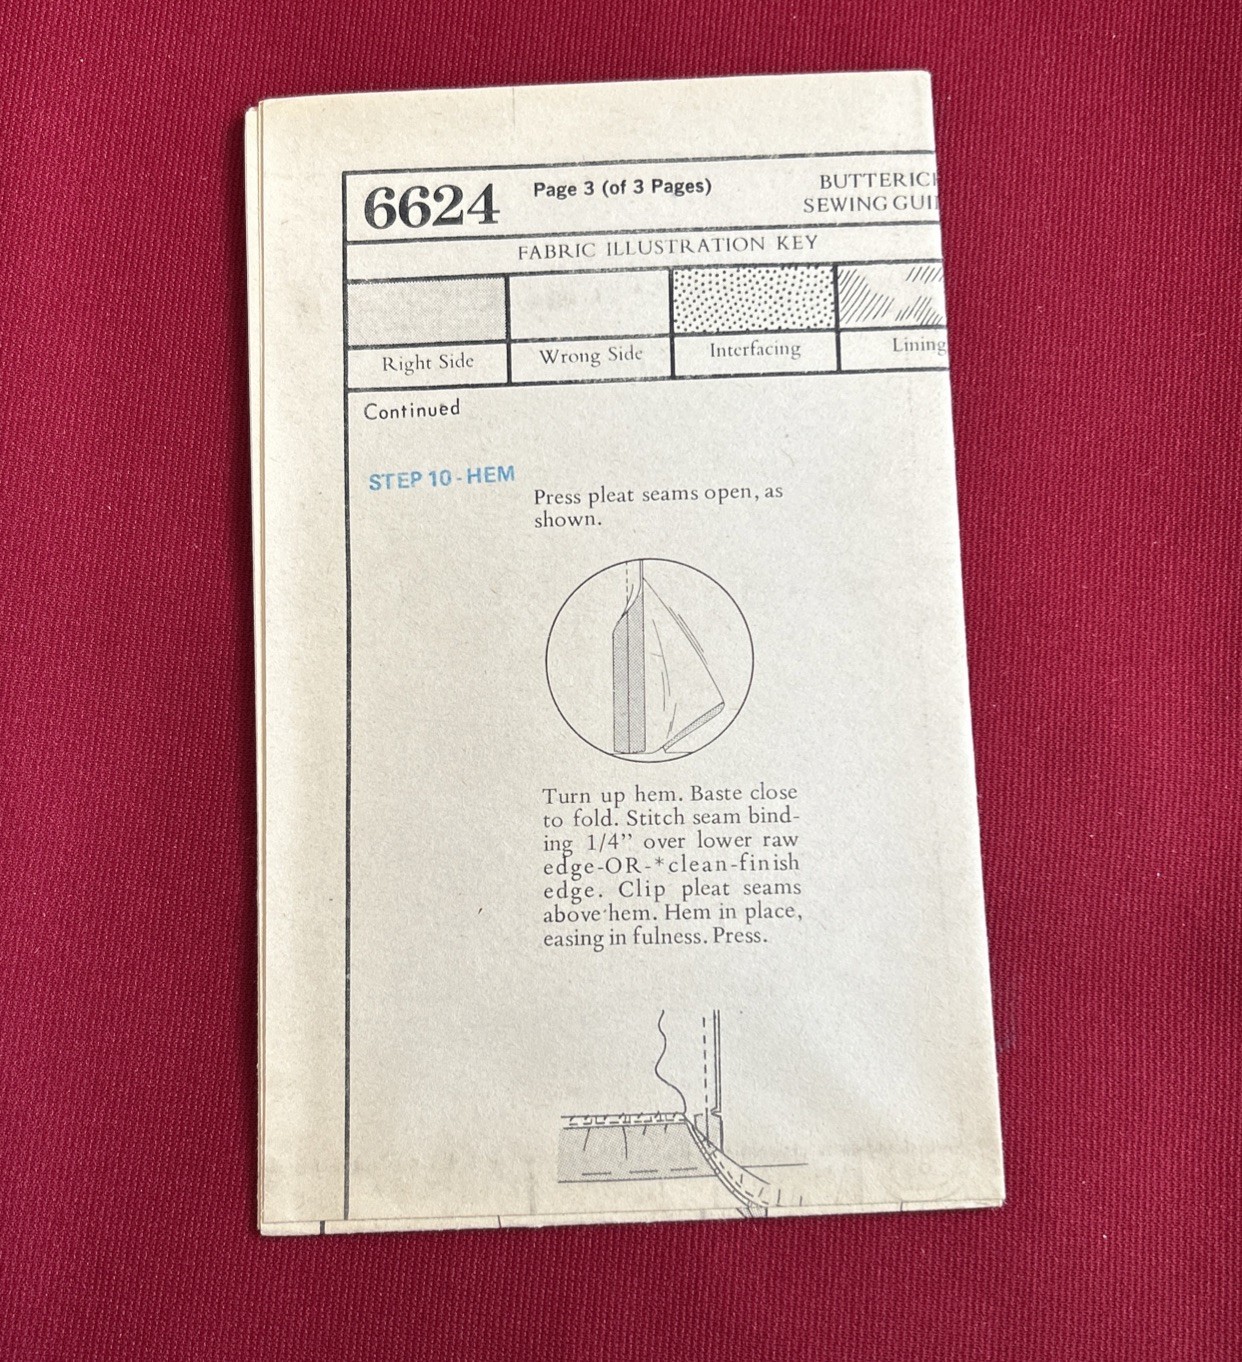 6624
Page 3 (of 3 Pages)
BUTTERICK
SEWING GUI
FABRIC ILLUSTRATION KEY
Right Side
Wrong Side
Interfacing
Lining
Continued
STEP 10-HEM
Press pleat seams open, as
shown.
Turn up hem. Baste close
to fold. Stitch seam bind-
ing 1/4” over lower raw
edge-OR-*clean-finish
edge. Clip pleat seams
above hem. Hem in place,
easing in fulness. Press.